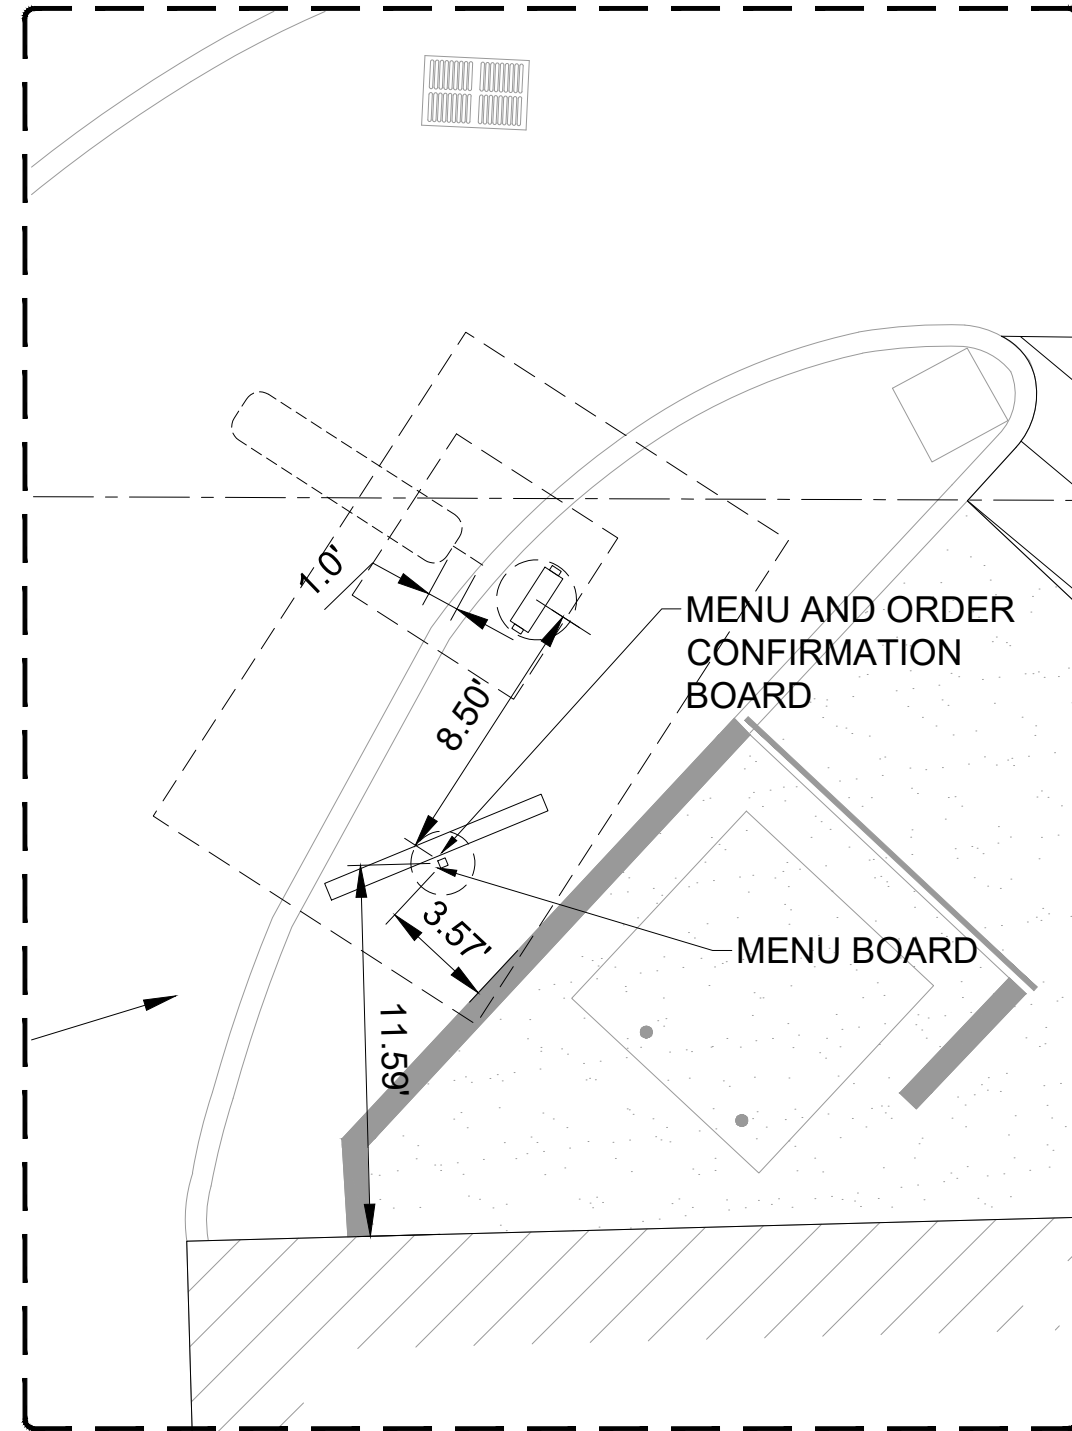 1.0'
MENU AND ORDER
CONFIRMATION
BOARD
8.50'
3.57'
MENU BOARD
11.59'